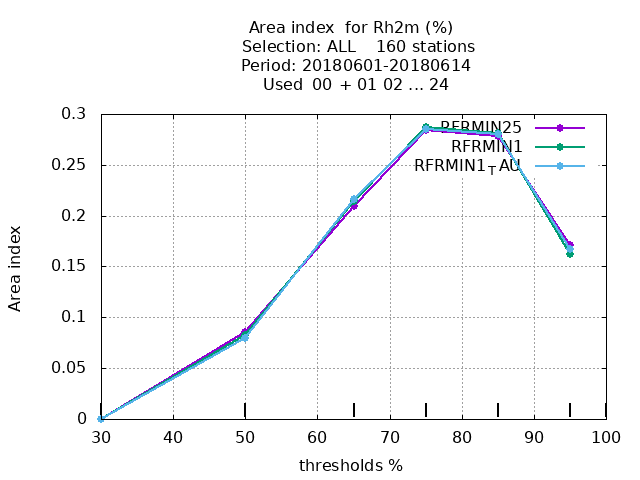 Area index for Rh2m (%)
Selection: ALL 160 stations
Period: 20180601-20180614
Used 00 + 01 02 ... 24
0.3
0.25
0.2
0.15
0.1
0.05
0
Area index
RFRMIN25
RFRMIN1
RFRMIN1TAU
30 40 50 60 70 80 90 100
thresholds %